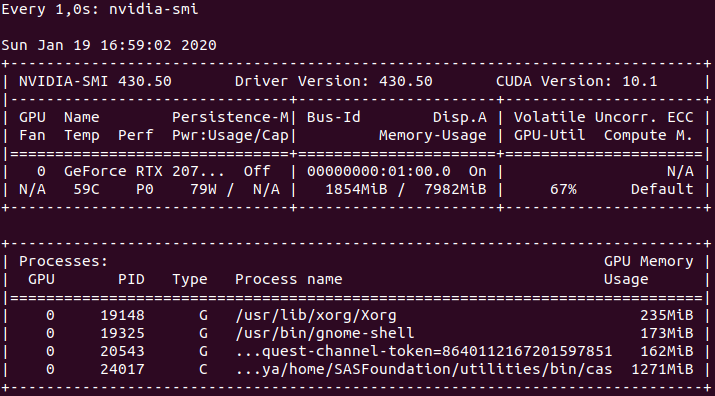 Every 1,0s: nvidia-smi
Sun Jan 19 16:59:02 2020
+-----------------------------------------------------------------------------+
| NVIDIA-SMI 430.50       Driver Version: 430.50       CUDA Version: 10.1     |
|-------------------------------+----------------------+----------------------+
| GPU  Name        Persistence-M| Bus-Id        Disp.A | Volatile Uncorr. ECC |
| Fan  Temp  Perf  Pwr:Usage/Cap|         Memory-Usage | GPU-Util  Compute M. |
|===============================+======================+======================|
|   0  GeForce RTX 207...  Off  | 00000000:01:00.0  On |                  N/A |
| N/A   59C    P0    79W /  N/A |   1854MiB /  7982MiB |     67%      Default |
+-------------------------------+----------------------+----------------------+
+-----------------------------------------------------------------------------+
| Processes:                                                       GPU Memory |
|  GPU       PID   Type   Process name                             Usage      |
|=============================================================================|
|    0     19148      G   /usr/lib/xorg/Xorg                           235MiB |
|    0     19325      G   /usr/bin/gnome-shell                         173MiB |
|    0     20543      G   ...quest-channel-token=8640112167201597851   162MiB |
|    0     24017      C   ...ya/home/SASFoundation/utilities/bin/cas  1271MiB |
+-----------------------------------------------------------------------------+